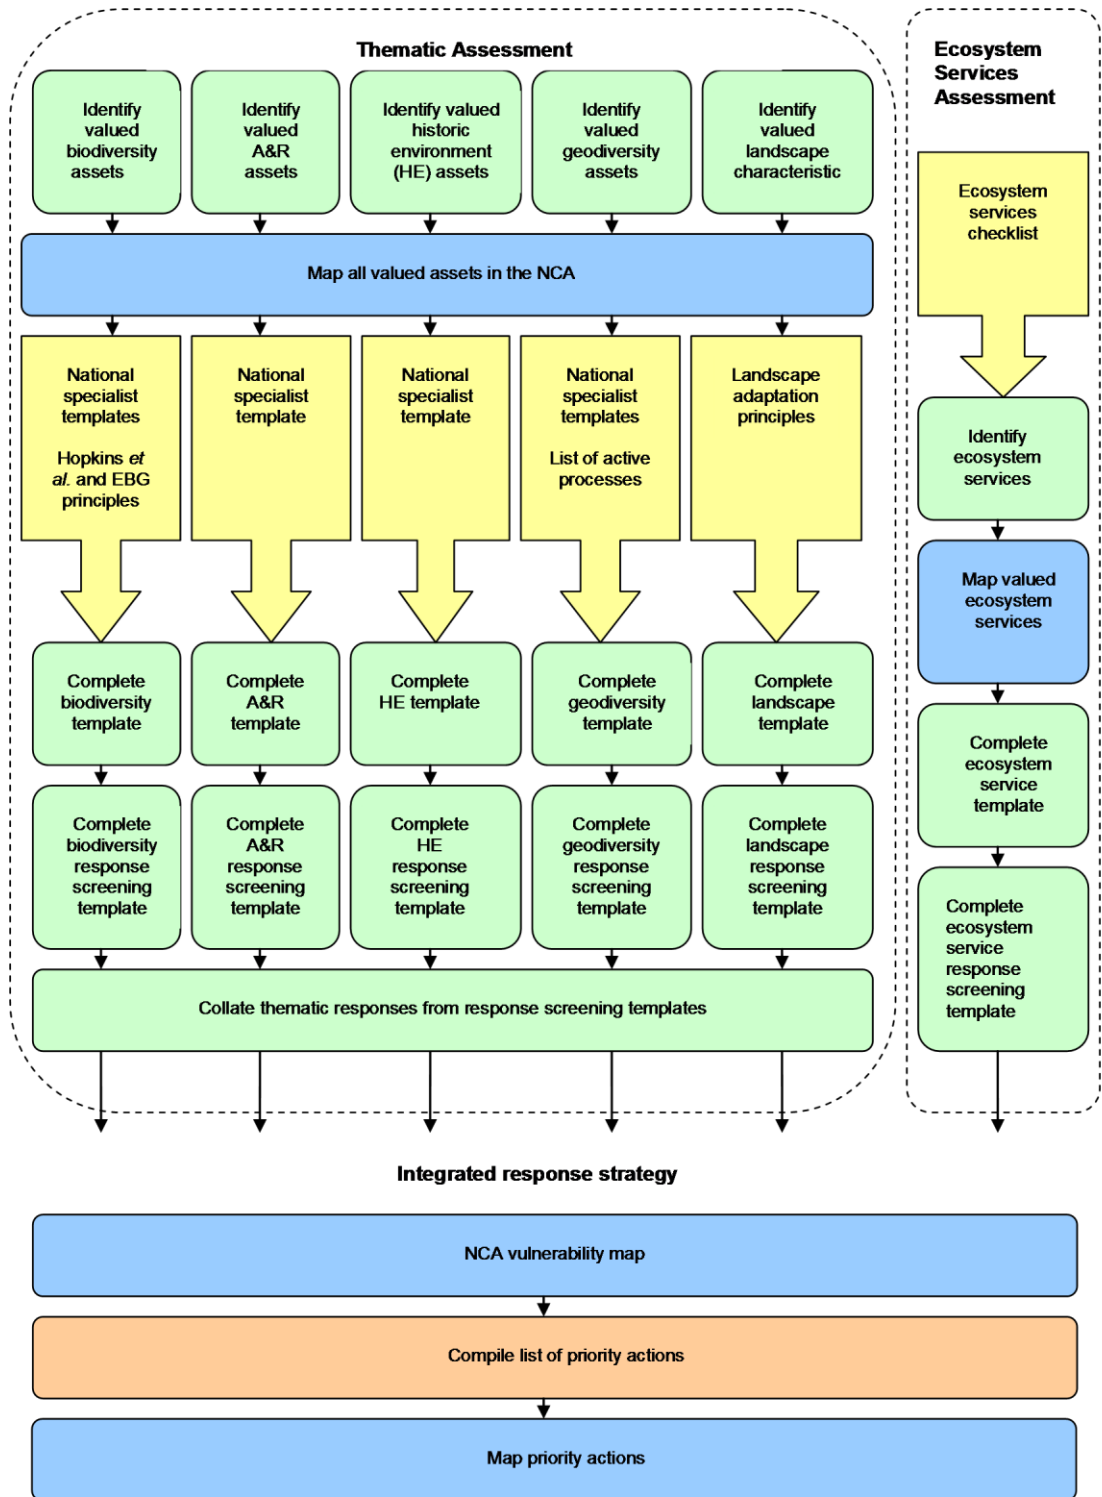 Thematic Assessment
Ecosystem
Services
Assessment
Identify
valued
biodiversity
assets
Identify
valued
A&R
assets
Identify valued
historic
environment
(HE) assets
Identify
valued
geodiversity
assets
Identify
valued
landscape
characteristic
Map all valued assets in the NCA
National
specialist
templates
Hopkins et
al. and EBG
principles
National
specialist
template
National
specialist
template
National
specialist
templates
List of active
processes
Landscape
adaptation
principles
Complete
biodiversity
template
Complete
A&R
template
Complete
HE template
Complete
geodiversity
template
Complete
landscape
template
Complete
biodiversity
response
screening
template
Complete
A&R
response
screening
template
Complete
HE
response
screening
template
Complete
geodiversity
response
screening
template
Complete
landscape
response
screening
template
Collate thematic responses from response screening templates
Ecosystem
services
checklist
Identify
ecosystem
services
Map valued
ecosystem
services
Complete
ecosystem
service
template
Complete
ecosystem
service
response
screening
template
Integrated response strategy
NCA vulnerability map
Compile list of priority actions
Map priority actions